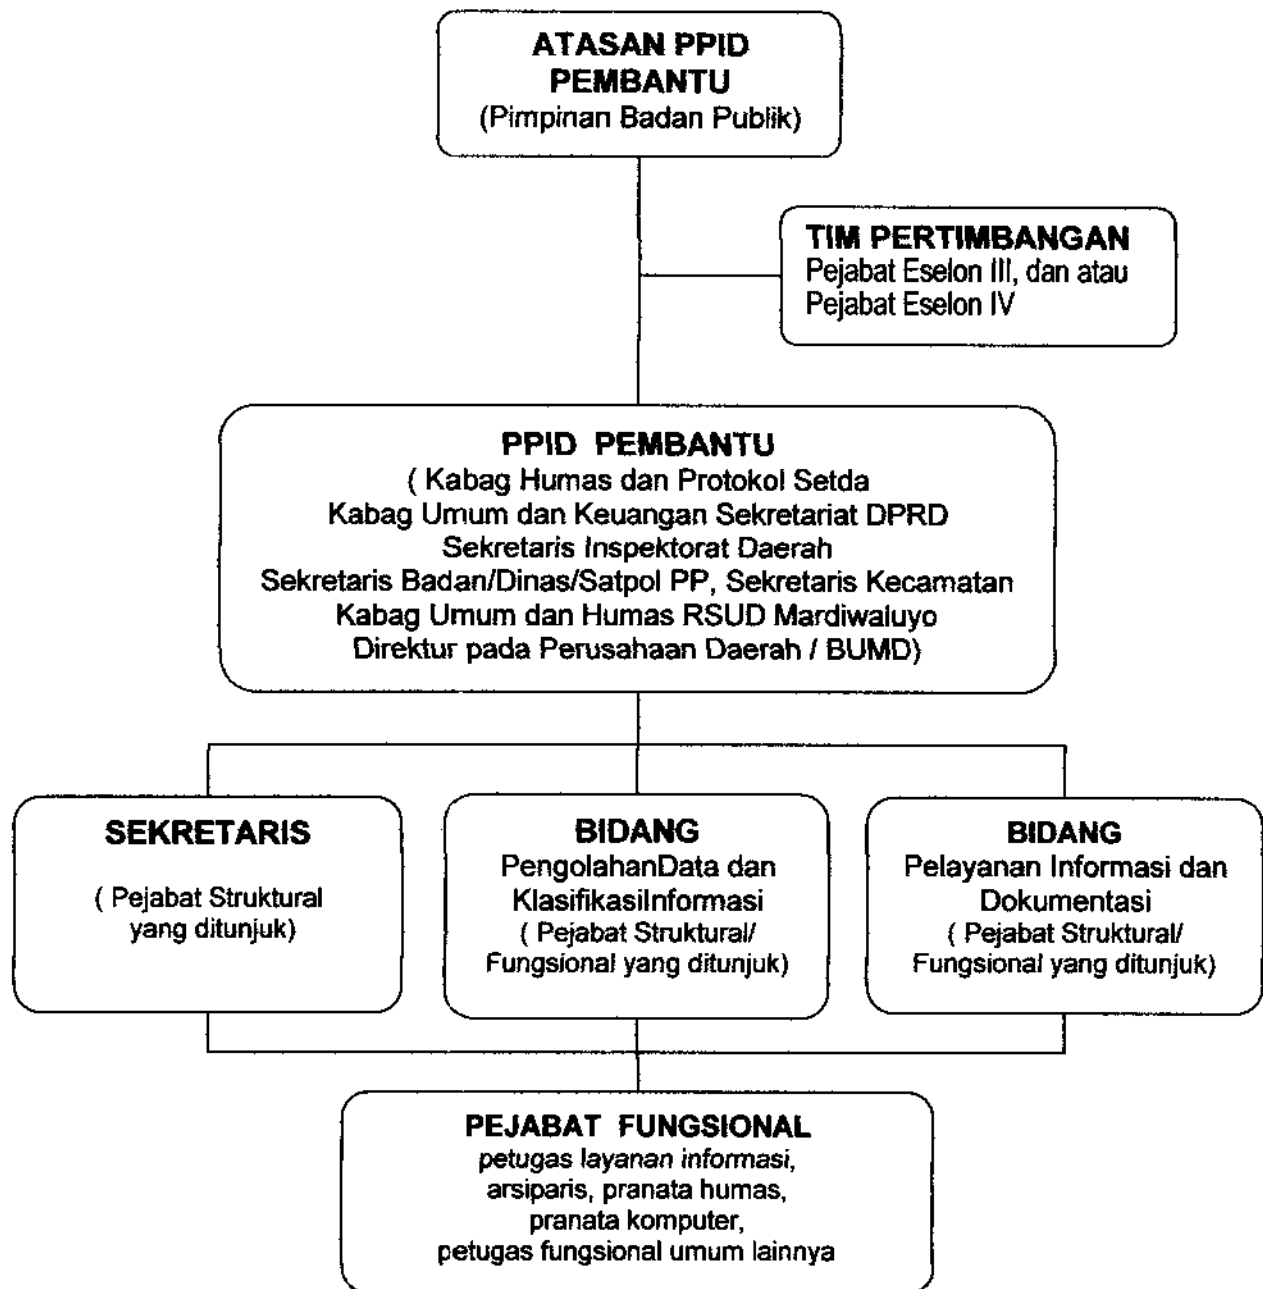 ATASAN PPID
PEMBANTU
(Pimpinan Badan Publik)
TIM PERTIMBANGAN
Pejabat Eselon III, dan atau
Pejabat Eselon IV
PPID PEMBANTU
( Kabag Humas dan Protokol Setda
Kabag Umum dan Keuangan Sekretariat DPRD
Sekretaris Inspektorat Daerah
Sekretaris Badan/Dinas/Satpol PP, Sekretaris Kecamatan
Kabag Umum dan Humas RSUD Mardiwaluyo
Direktur pada Perusahaan Daerah / BUMD)
SEKRETARIS
( Pejabat Struktural
yang ditunjuk)
BIDANG
PengolahanData dan
KlasifikasiInformasi
( Pejabat Struktural/
Fungsional yang ditunjuk)
BIDANG
Pelayanan Informasi dan
Dokumentasi
( Pejabat Struktural/
Fungsional yang ditunjuk)
PEJABAT FUNGSIONAL
petugas layanan informasi,
arsiparis, pranata humas,
pranata komputer,
petugas fungsional umum lainnya